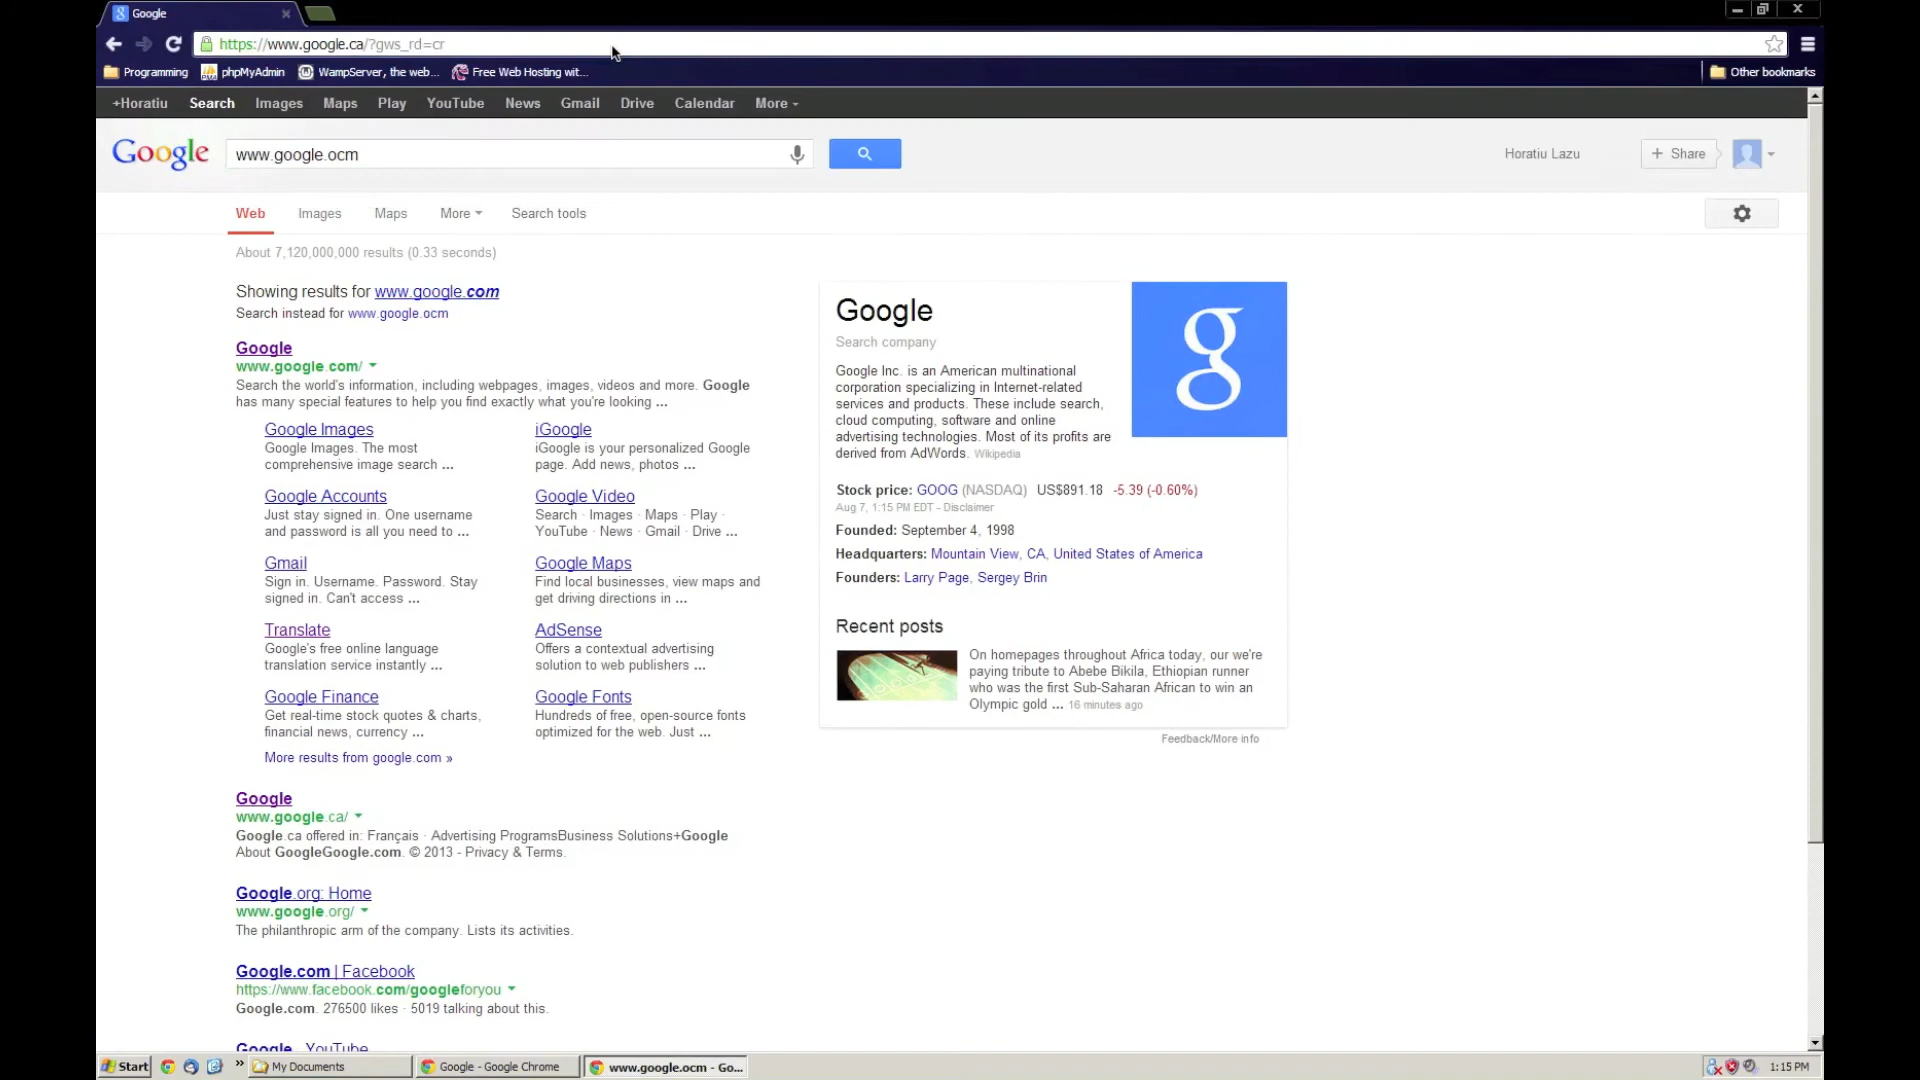 Google
https://www.google.ca/?gws_rd=cr
Programming phpMyAdmin WampServer, the web... Free Web Hosting wit... Other bookmarks
+Horatiu Search Images Maps Play YouTube News Gmail Drive Calendar More
Google www.google.ocm Horatiu Lazu + Share
Web Images Maps More Search tools
About 7,120,000,000 results (0.33 seconds)
Showing results for www.google.com
Search instead for www.google.ocm
Google
www.google.com/
Search the world's information, including webpages, images, videos and more. Google
has many special features to help you find exactly what you're looking ...
Google Images
Google Images. The most
comprehensive image search ...
iGoogle
iGoogle is your personalized Google
page. Add news, photos ...
Google Accounts
Just stay signed in. One username
and password is all you need to ...
Google Video
Search · Images · Maps · Play ·
YouTube · News · Gmail · Drive ...
Gmail
Sign in. Username. Password. Stay
signed in. Can't access ...
Google Maps
Find local businesses, view maps and
get driving directions in ...
Translate
Google's free online language
translation service instantly ...
AdSense
Offers a contextual advertising
solution to web publishers ...
Google Finance
Get real-time stock quotes & charts,
financial news, currency ...
Google Fonts
Hundreds of free, open-source fonts
optimized for the web. Just ...
More results from google.com »
Google
www.google.ca/
Google.ca offered in: Français · Advertising ProgramsBusiness Solutions+Google
About GoogleGoogle.com. © 2013 - Privacy & Terms.
Google.org: Home
www.google.org/
The philanthropic arm of the company. Lists its activities.
Google.com | Facebook
https://www.facebook.com/googleforyou
Google.com. 276500 likes · 5019 talking about this.
Google - YouTube
Google
Search company
Google Inc. is an American multinational
corporation specializing in Internet-related
services and products. These include search,
cloud computing, software and online
advertising technologies. Most of its profits are
derived from AdWords. Wikipedia
g
Stock price: GOOG (NASDAQ) US$891.18 -5.39 (-0.60%)
Aug 7, 1:15 PM EDT - Disclaimer
Founded: September 4, 1998
Headquarters: Mountain View, CA, United States of America
Founders: Larry Page, Sergey Brin
Recent posts
On homepages throughout Africa today, our we're
paying tribute to Abebe Bikila, Ethiopian runner
who was the first Sub-Saharan African to win an
Olympic gold ... 16 minutes ago
Feedback/More info
Start » My Documents Google - Google Chrome www.google.ocm - Go... 1:15 PM